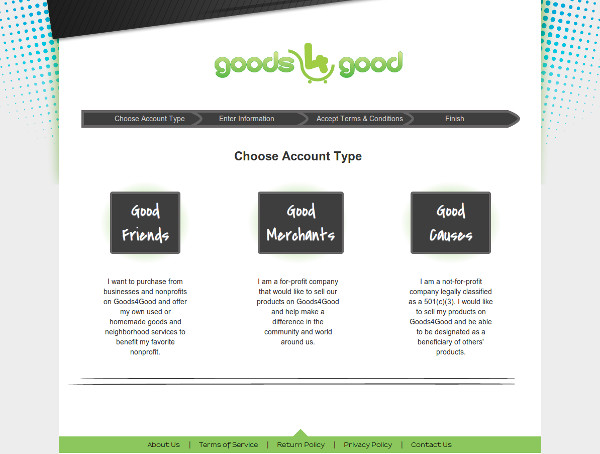 goods4good
Choose Account Type Enter Information Accept Terms & Conditions Finish
Choose Account Type
Good
Friends
I want to purchase from
businesses and nonprofits
on Goods4Good and offer
my own used or
homemade goods and
neighborhood services to
benefit my favorite
nonprofit.
Good
Merchants
I am a for-profit company
that would like to sell our
products on Goods4Good
and help make a
difference in the
community and world
around us.
Good
Causes
I am a not-for-profit
company legally classified
as a 501(c)(3). I would like
to sell my products on
Goods4Good and be able
to be designated as a
beneficiary of others'
products.
About Us | Terms of Service | Return Policy | Privacy Policy | Contact Us